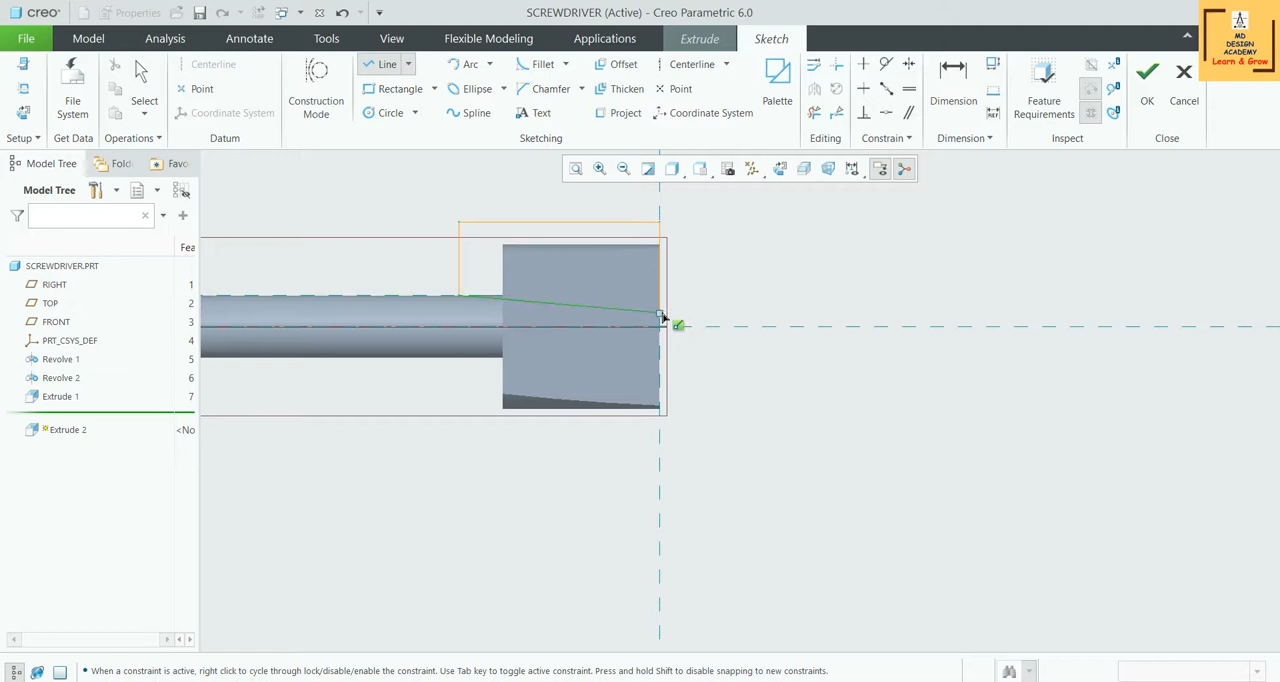 creo
Properties
SCREWDRIVER (Active) - Creo Parametric 6.0
MD
DESIGN
ACADEMY
Learn & Grow
File
Model
Analysis
Annotate
Tools
View
Flexible Modeling
Applications
Extrude
Sketch
File
System
Select
Centerline
Point
Coordinate System
Construction
Mode
Line
Rectangle
Circle
Arc
Ellipse
Spline
Fillet
Chamfer
Text
Offset
Thicken
Project
Centerline
Point
Coordinate System
Palette
Dimension
Feature
Requirements
OK
Cancel
Setup
Get Data
Operations
Datum
Sketching
Editing
Constrain
Dimension
Inspect
Close
Model Tree
Fold
Favo
Model Tree
Fea
SCREWDRIVER.PRT
RIGHT 1
TOP 2
FRONT 3
PRT_CSYS_DEF 4
Revolve 1 5
Revolve 2 6
Extrude 1 7
Extrude 2 <No
• When a constraint is active, right click to cycle through lock/disable/enable the constraint. Use Tab key to toggle active constraint. Press and hold Shift to disable snapping to new constraints.